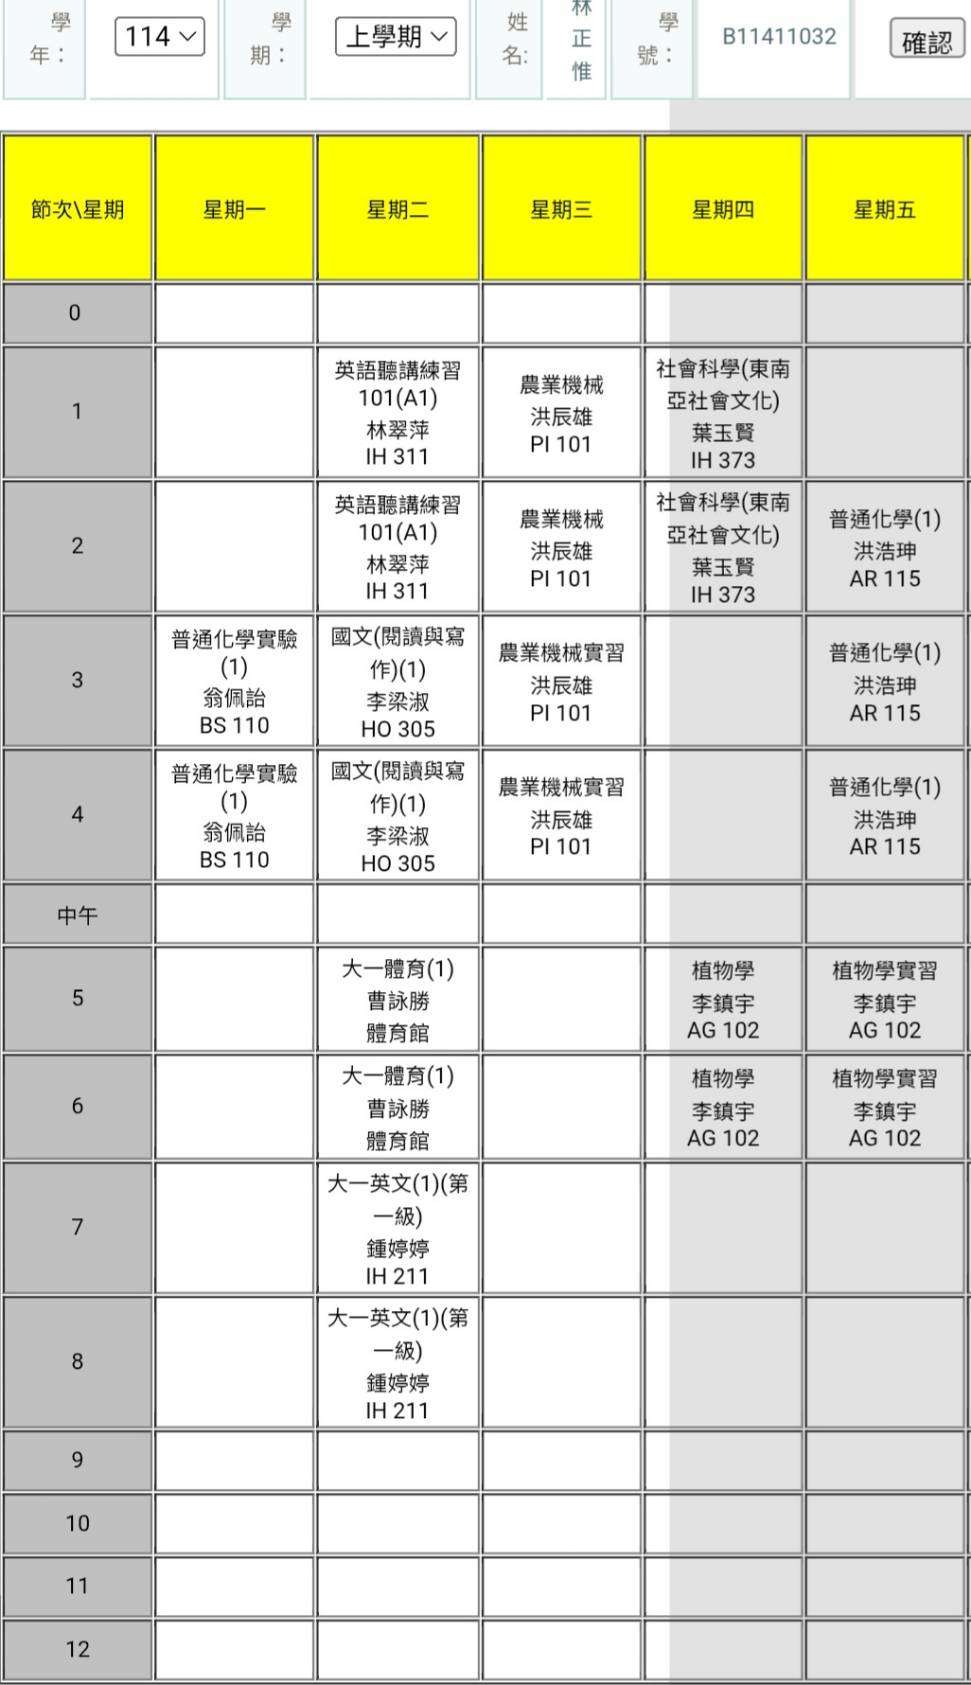 學年：
114
學期：
上學期
姓名:
林正惟
學號：
B11411032
確認
節次\星期 星期一 星期二 星期三 星期四 星期五
0
1
英語聽講練習
101(A1)
林翠萍
IH 311
農業機械
洪辰雄
PI 101
社會科學(東南
亞社會文化)
葉玉賢
IH 373
2
英語聽講練習
101(A1)
林翠萍
IH 311
農業機械
洪辰雄
PI 101
社會科學(東南
亞社會文化)
葉玉賢
IH 373
普通化學(1)
洪浩珅
AR 115
3
普通化學實驗
(1)
翁佩詒
BS 110
國文(閱讀與寫
作)(1)
李梁淑
HO 305
農業機械實習
洪辰雄
PI 101
普通化學(1)
洪浩珅
AR 115
4
普通化學實驗
(1)
翁佩詒
BS 110
國文(閱讀與寫
作)(1)
李梁淑
HO 305
農業機械實習
洪辰雄
PI 101
普通化學(1)
洪浩珅
AR 115
中午
5
大一體育(1)
曹詠勝
體育館
植物學
李鎮宇
AG 102
植物學實習
李鎮宇
AG 102
6
大一體育(1)
曹詠勝
體育館
植物學
李鎮宇
AG 102
植物學實習
李鎮宇
AG 102
7
大一英文(1)(第
一級)
鍾婷婷
IH 211
8
大一英文(1)(第
一級)
鍾婷婷
IH 211
9
10
11
12